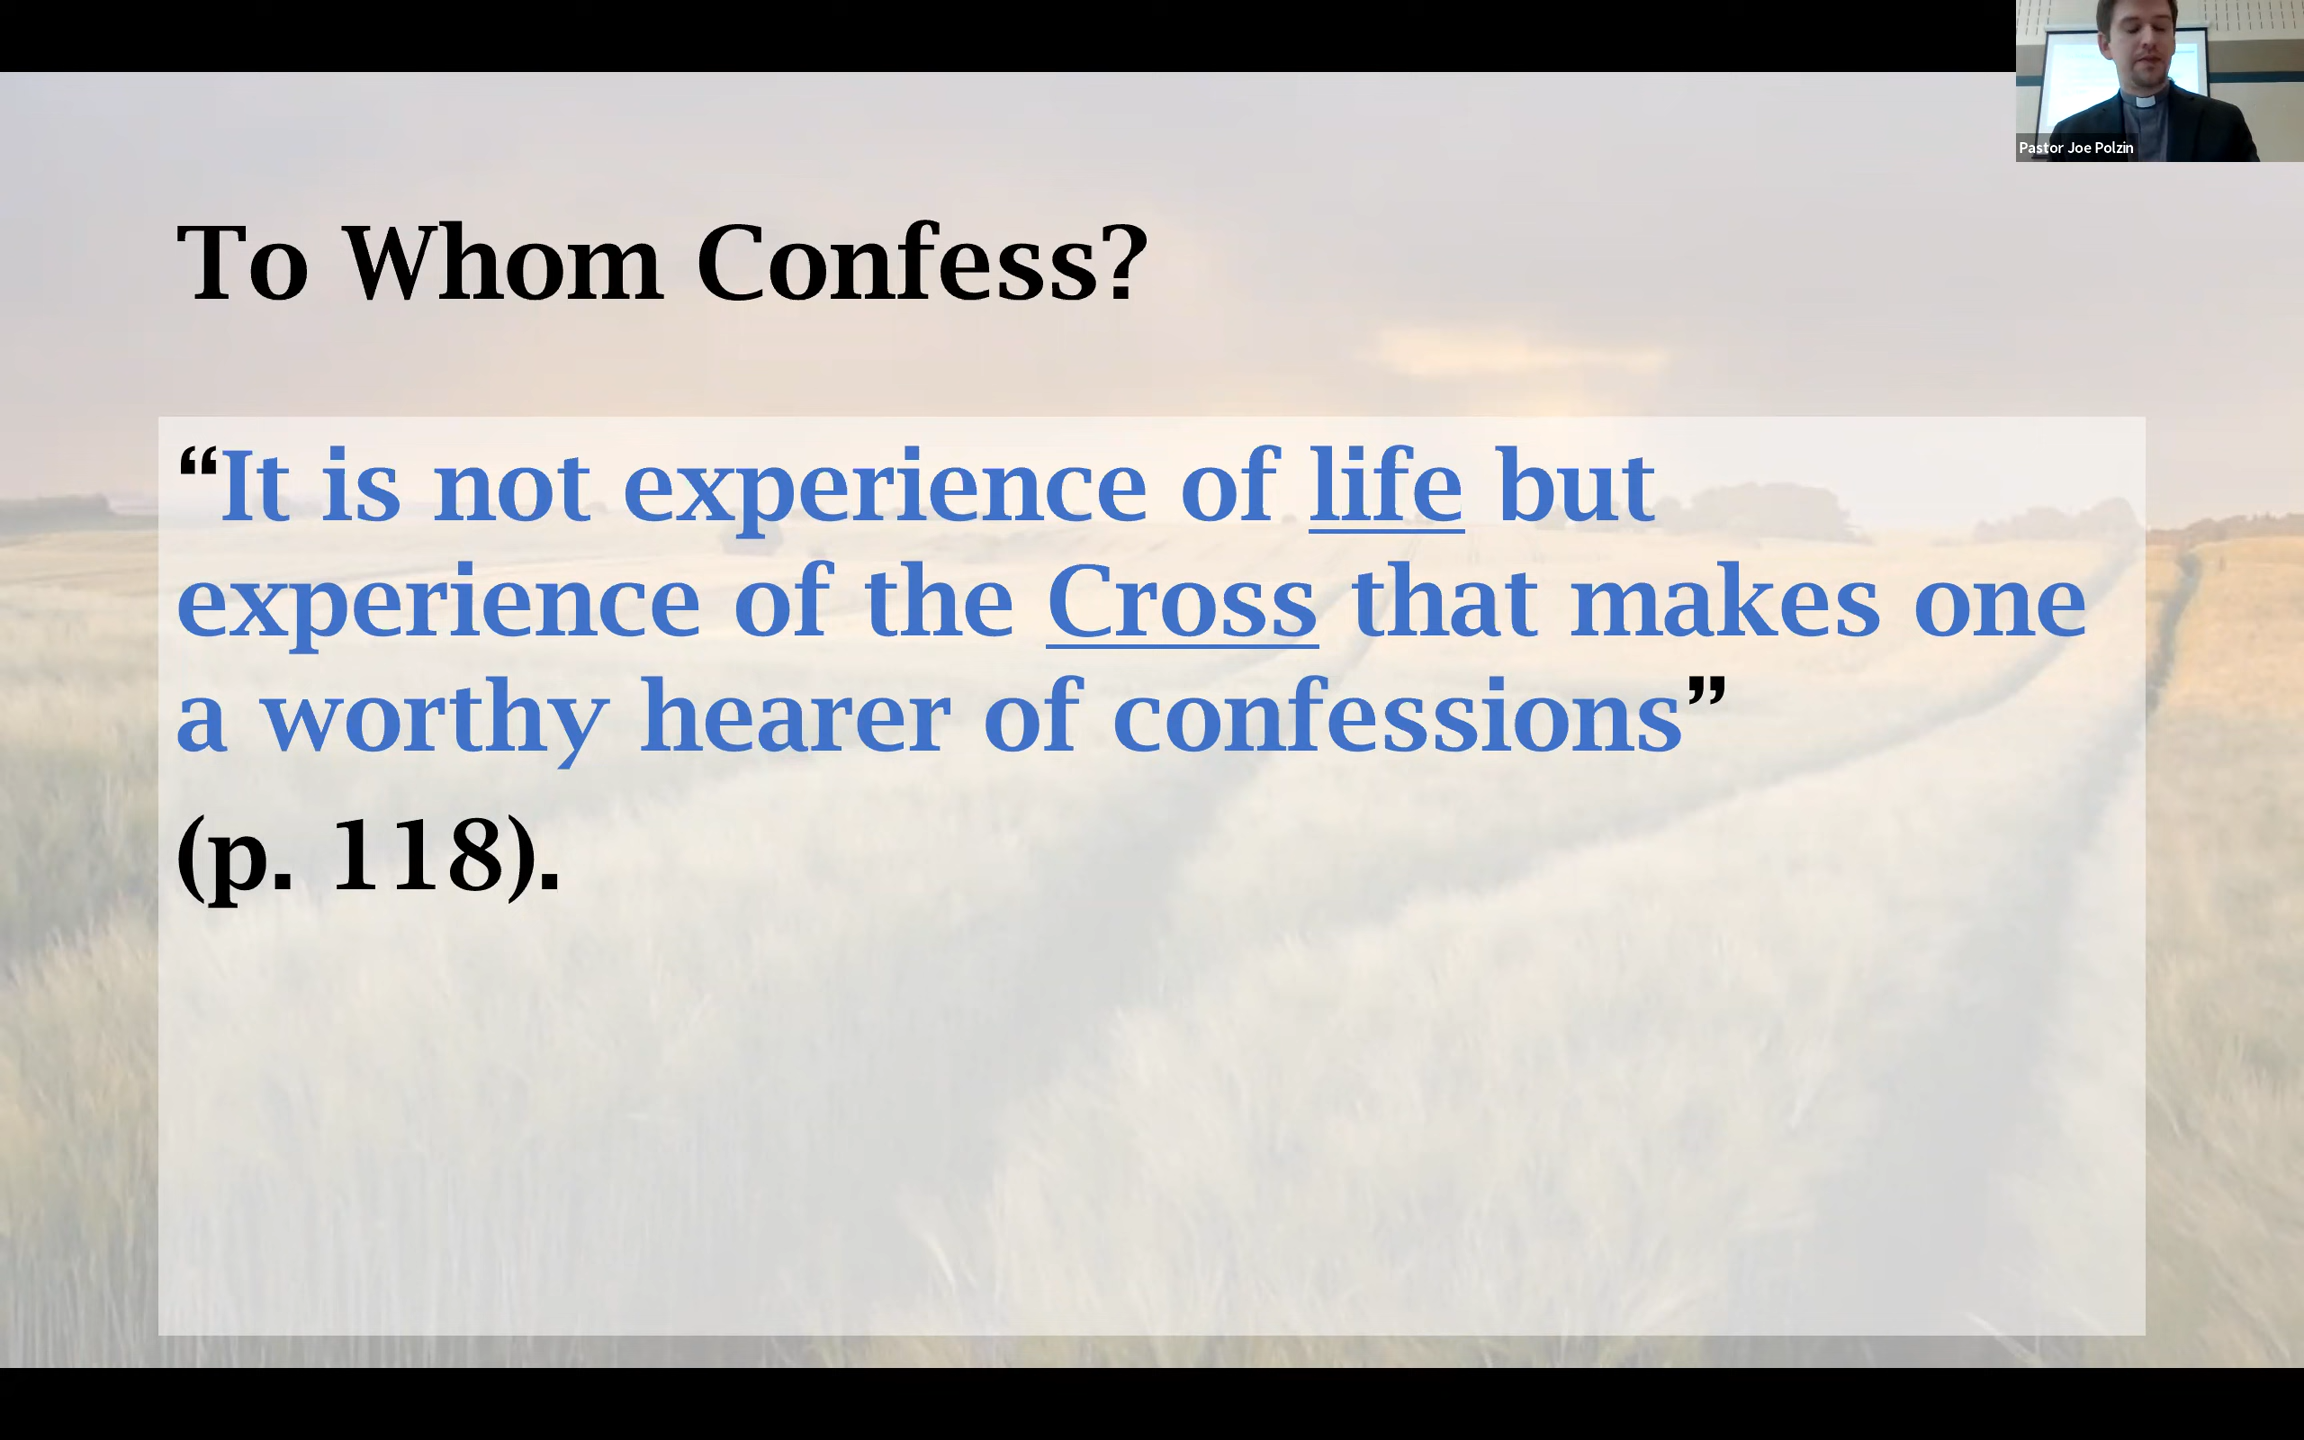 Pastor Joe Polzin
To Whom Confess?
“It is not experience of life but
experience of the Cross that makes one
a worthy hearer of confessions”
(p. 118).